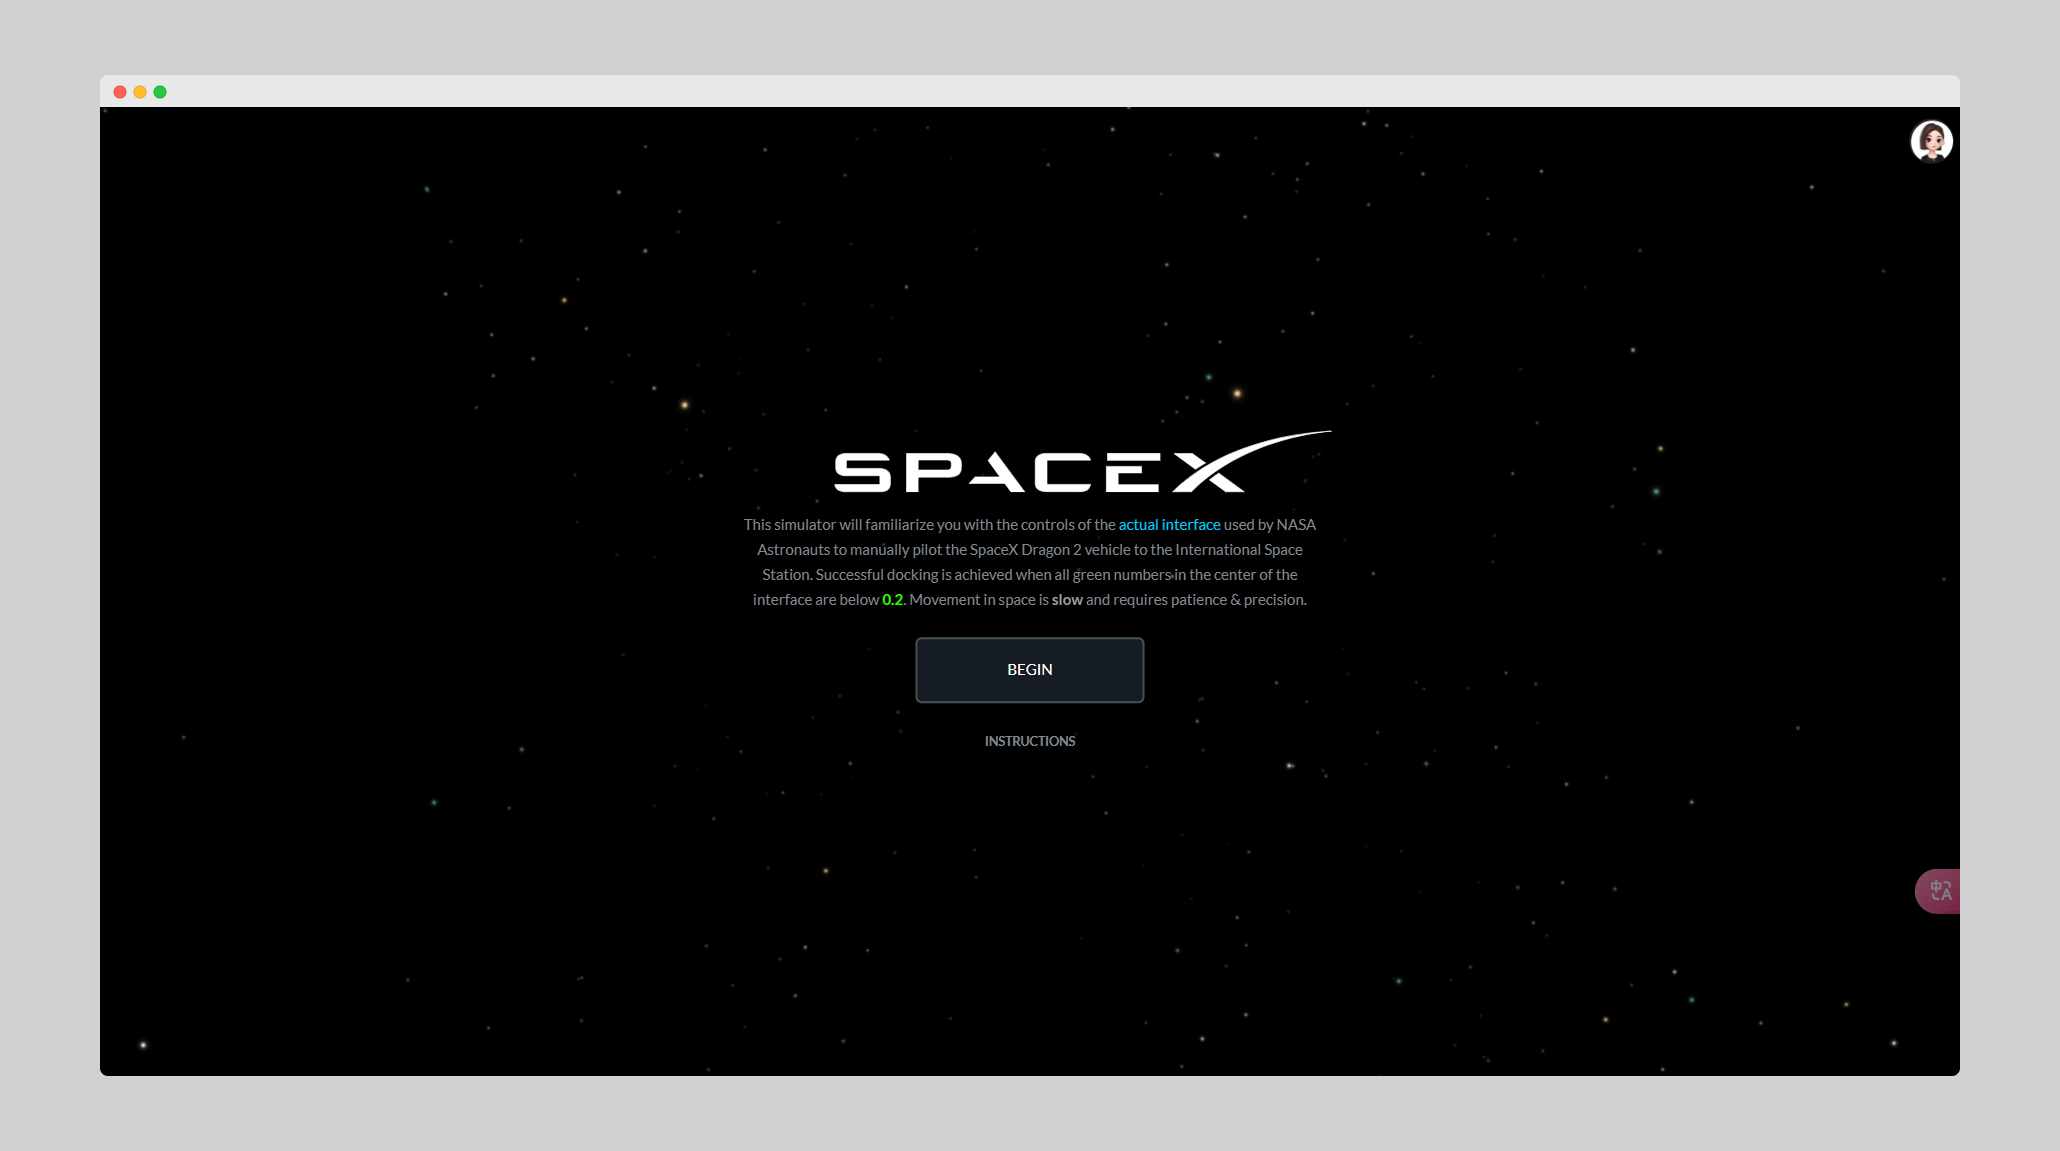 SPACEX
This simulator will familiarize you with the controls of the actual interface used by NASA
Astronauts to manually pilot the SpaceX Dragon 2 vehicle to the International Space
Station. Successful docking is achieved when all green numbers in the center of the
interface are below 0.2. Movement in space is slow and requires patience & precision.
BEGIN
INSTRUCTIONS
中A